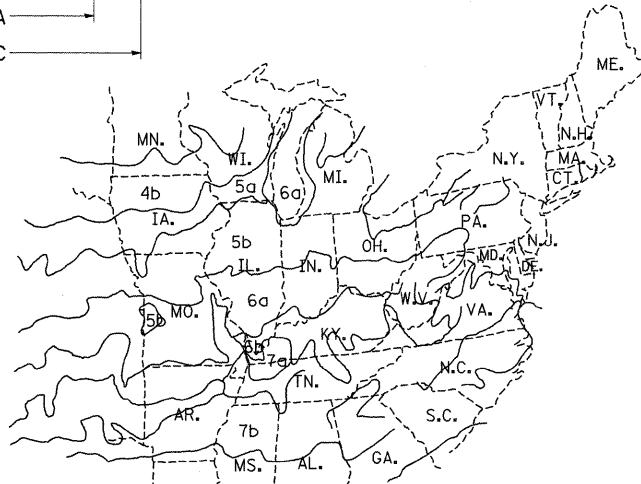 A
C
ME.
VT.
MN.
N.H.
WI.
N.Y.
MA.
CT.
MI.
4b
5a
6a
IA.
PA.
5b
OH.
N.J.
IL.
IN.
MD.
DE.
6a
W.V.
MO.
VA.
5b
KY.
6b
7a
N.C.
TN.
AR.
S.C.
7b
GA.
MS.
AL.